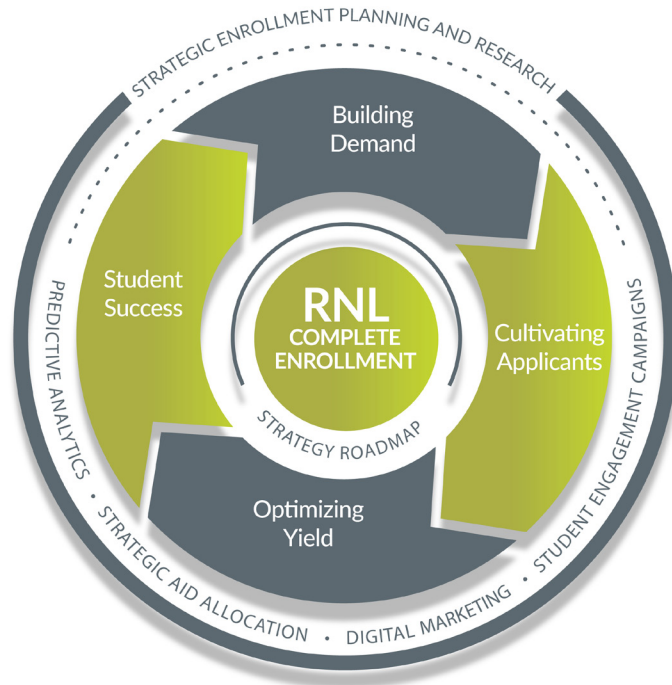 STRATEGIC ENROLLMENT PLANNING AND RESEARCH
Building
Demand
Student
Success
RNL
COMPLETE
ENROLLMENT
Cultivating
Applicants
STRATEGY ROADMAP
Optimizing
Yield
PREDICTIVE ANALYTICS • STRATEGIC AID ALLOCATION • DIGITAL MARKETING • STUDENT ENGAGEMENT CAMPAIGNS